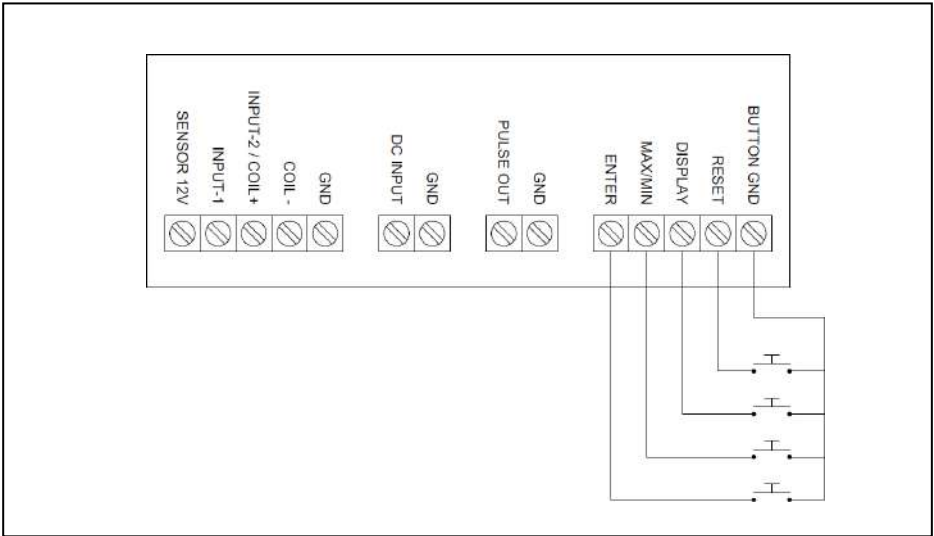 SENSOR 12V
INPUT-1
INPUT-2 / COIL+
COIL -
GND
DC INPUT
GND
PULSE OUT
GND
ENTER
MAX/MIN
DISPLAY
RESET
BUTTON GND